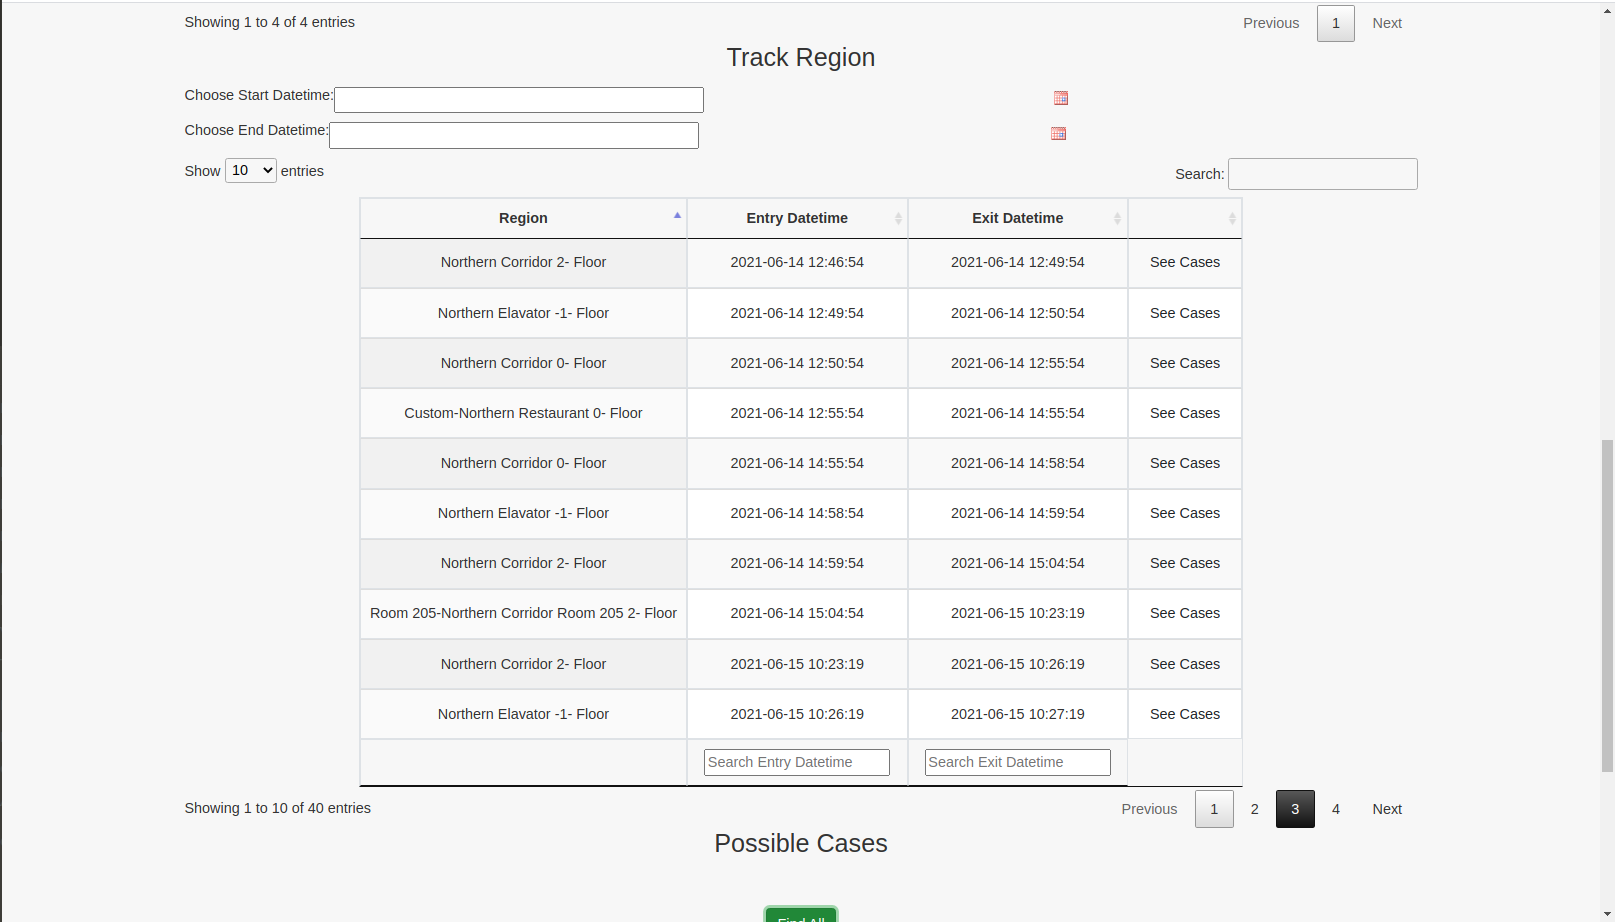 Showing 1 to 4 of 4 entries Previous 1 Next
Track Region
Choose Start Datetime:
Choose End Datetime:
Show 10 entries Search:
Region Entry Datetime Exit Datetime
Northern Corridor 2- Floor 2021-06-14 12:46:54 2021-06-14 12:49:54 See Cases
Northern Elavator -1- Floor 2021-06-14 12:49:54 2021-06-14 12:50:54 See Cases
Northern Corridor 0- Floor 2021-06-14 12:50:54 2021-06-14 12:55:54 See Cases
Custom-Northern Restaurant 0- Floor 2021-06-14 12:55:54 2021-06-14 14:55:54 See Cases
Northern Corridor 0- Floor 2021-06-14 14:55:54 2021-06-14 14:58:54 See Cases
Northern Elavator -1- Floor 2021-06-14 14:58:54 2021-06-14 14:59:54 See Cases
Northern Corridor 2- Floor 2021-06-14 14:59:54 2021-06-14 15:04:54 See Cases
Room 205-Northern Corridor Room 205 2- Floor 2021-06-14 15:04:54 2021-06-15 10:23:19 See Cases
Northern Corridor 2- Floor 2021-06-15 10:23:19 2021-06-15 10:26:19 See Cases
Northern Elavator -1- Floor 2021-06-15 10:26:19 2021-06-15 10:27:19 See Cases
Search Entry Datetime Search Exit Datetime
Showing 1 to 10 of 40 entries Previous 1 2 3 4 Next
Possible Cases
Find All